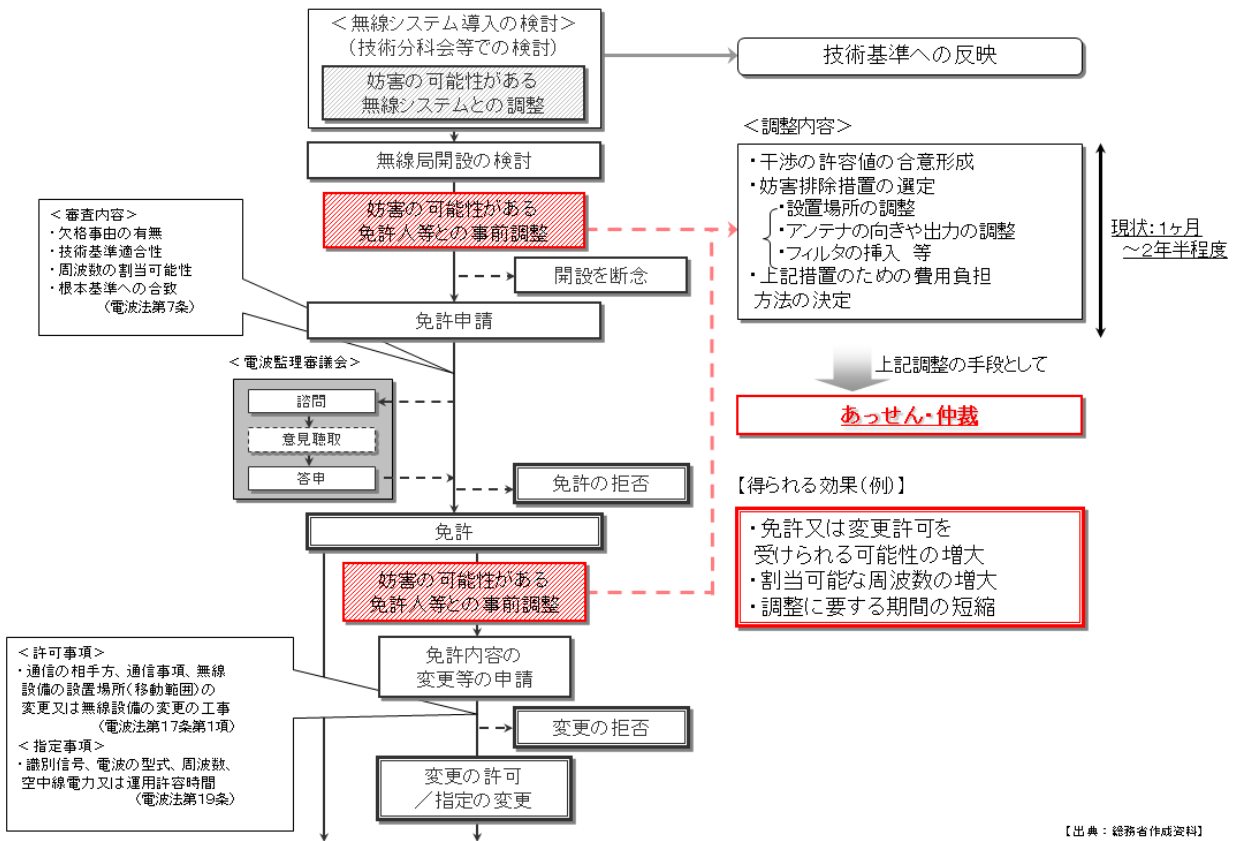 ＜無線システム導入の検討＞
（技術分科会等での検討）
妨害の可能性がある
無線システムとの調整
技術基準への反映
無線局開設の検討
妨害の可能性がある
免許人等との事前調整
開設を断念
免許申請
＜審査内容＞
・欠格事由の有無
・技術基準適合性
・周波数の割当可能性
・根本基準への合致
（電波法第7条）
＜調整内容＞
・干渉の許容値の合意形成
・妨害排除措置の選定
・設置場所の調整
・アンテナの向きや出力の調整
・フィルタの挿入 等
・上記措置のための費用負担
方法の決定
現状：1ヶ月
～2年半程度
上記調整の手段として
あっせん・仲裁
＜電波監理審議会＞
諮問
意見聴取
答申
免許の拒否
免許
【得られる効果（例）】
・免許又は変更許可を
受けられる可能性の増大
・割当可能な周波数の増大
・調整に要する期間の短縮
妨害の可能性がある
免許人等との事前調整
免許内容の
変更等の申請
＜許可事項＞
・通信の相手方、通信事項、無線
設備の設置場所（移動範囲）の
変更又は無線設備の変更の工事
（電波法第17条第1項）
＜指定事項＞
・識別信号、電波の型式、周波数、
空中線電力又は運用許容時間
（電波法第19条）
変更の拒否
変更の許可
／指定の変更
【出典：総務省作成資料】